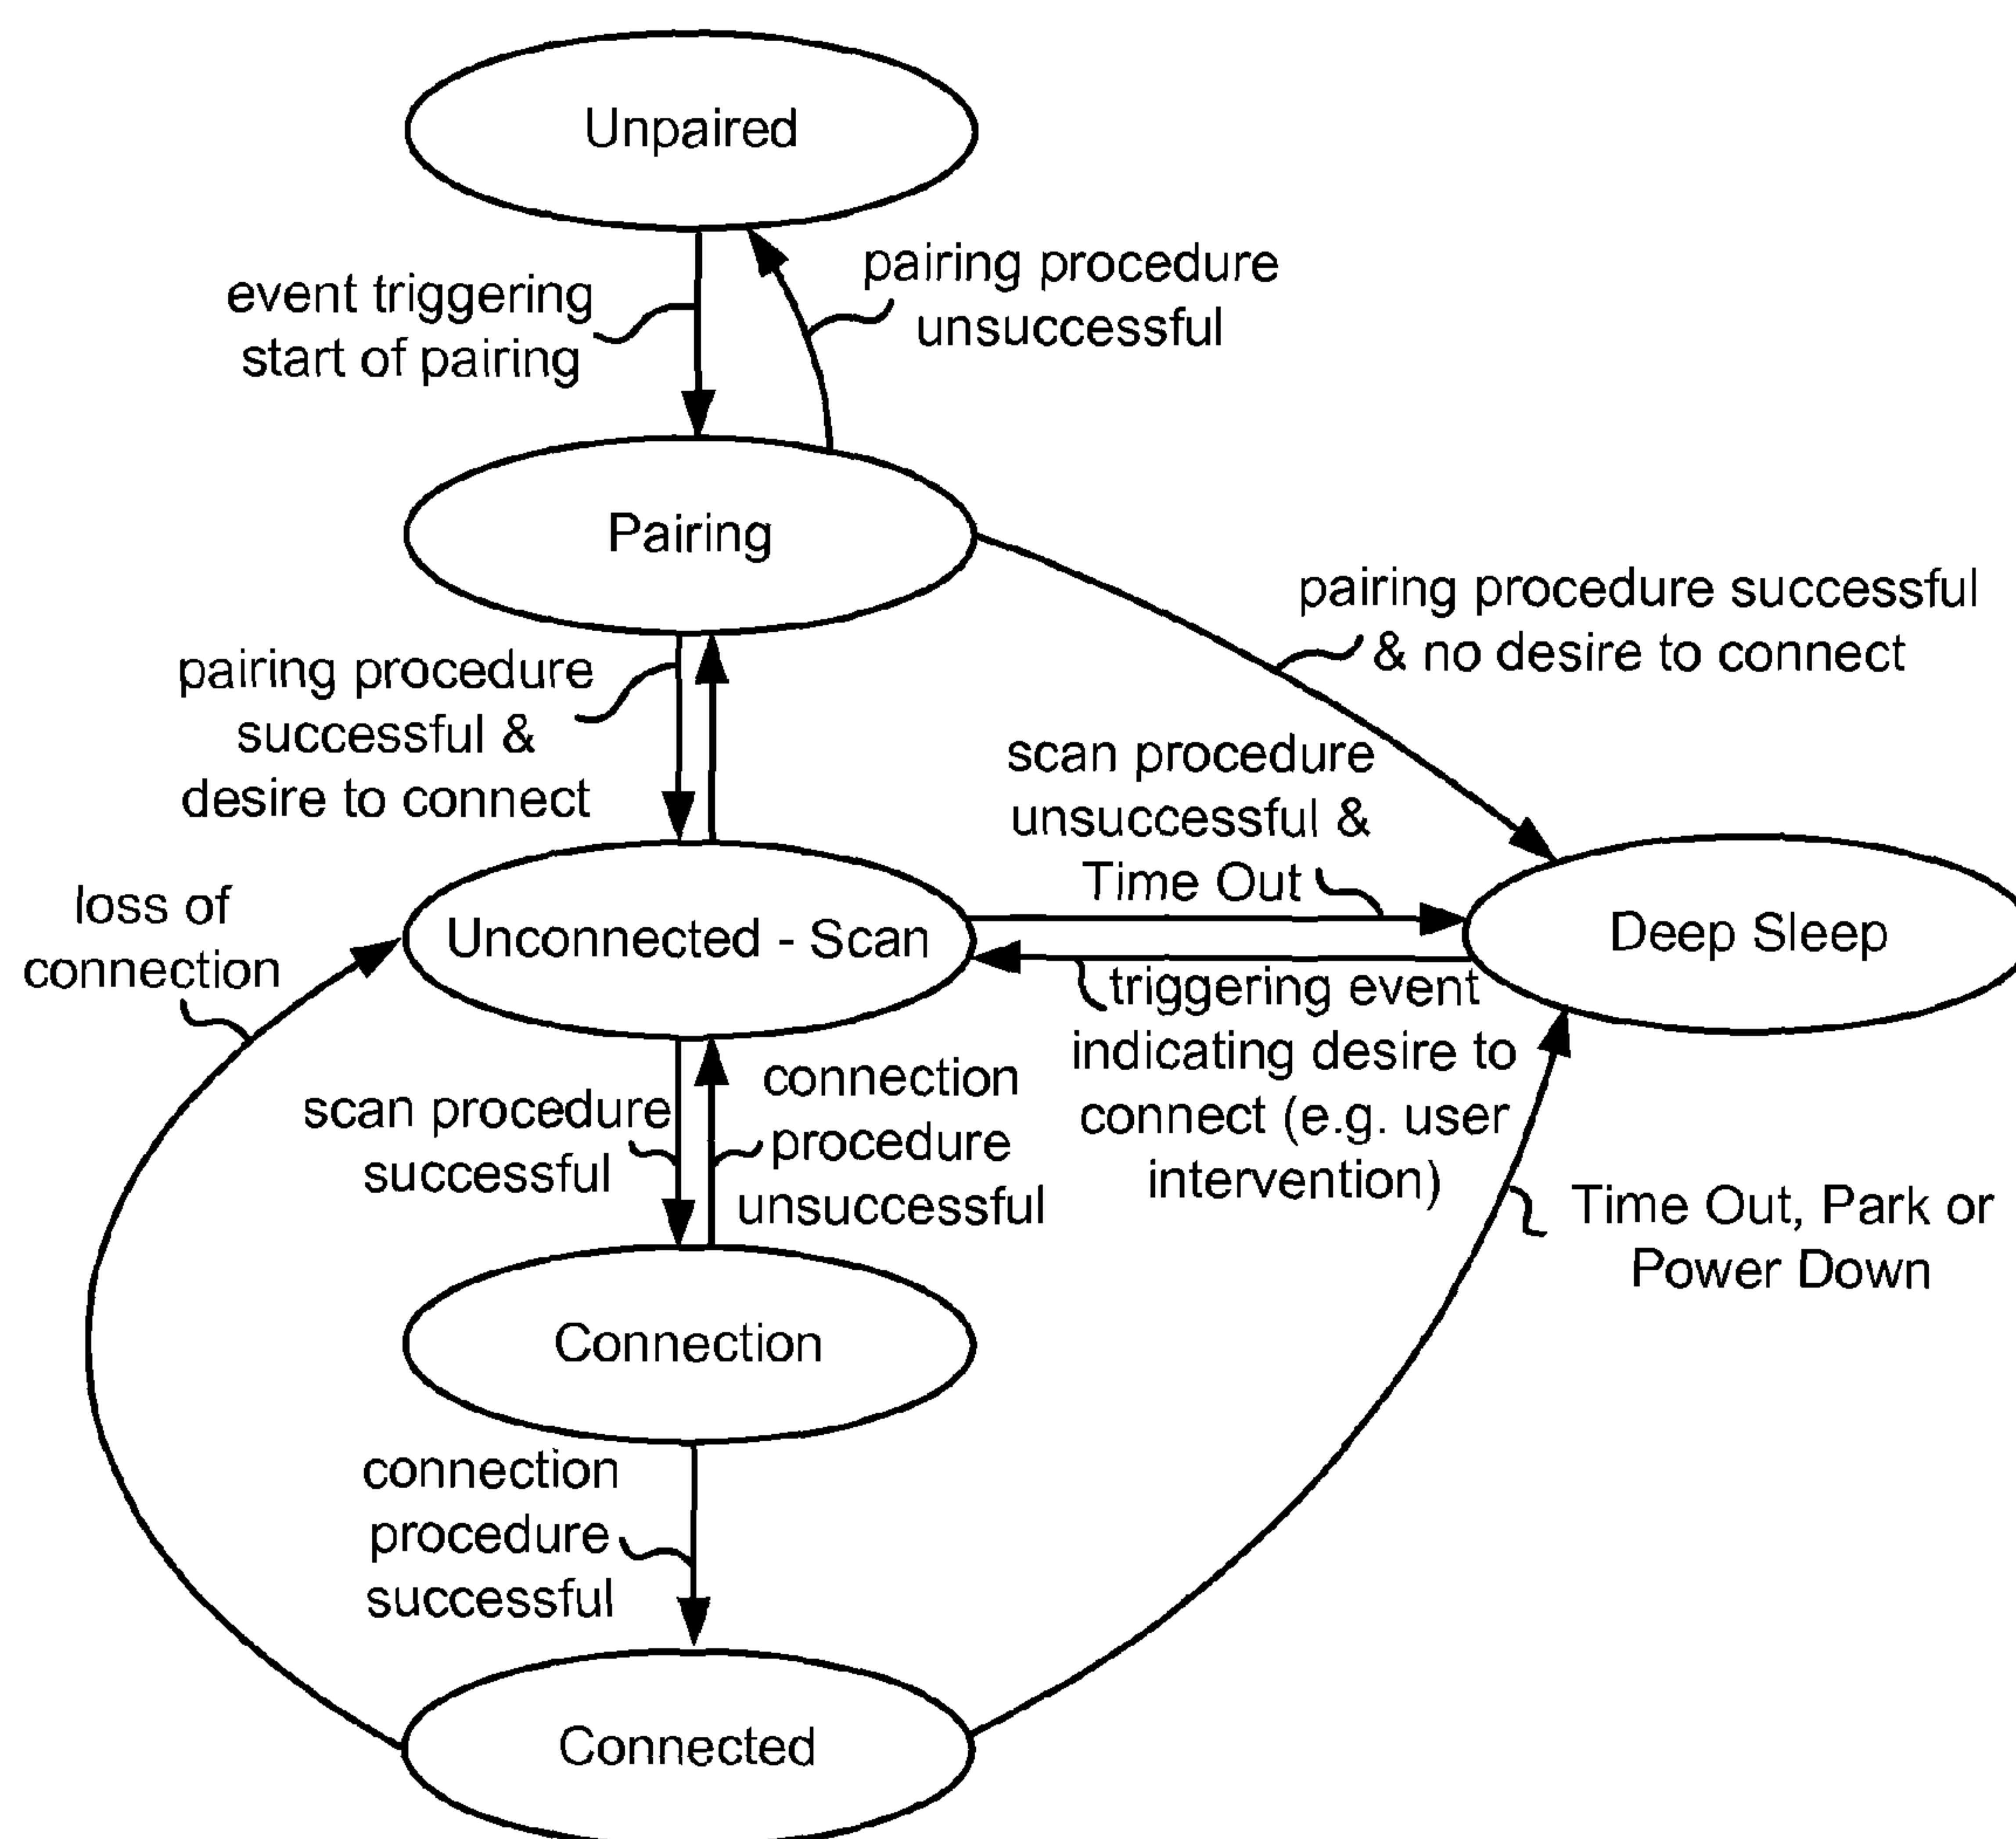 Unpaired
event triggering
start of pairing
pairing procedure
unsuccessful
Pairing
pairing procedure successful
& no desire to connect
pairing procedure
successful &
desire to connect
scan procedure
unsuccessful &
Time Out
loss of
connection
Unconnected - Scan
Deep Sleep
triggering event
indicating desire to
connect (e.g. user
intervention)
scan procedure
successful
connection
procedure
unsuccessful
Time Out, Park or
Power Down
Connection
connection
procedure
successful
Connected